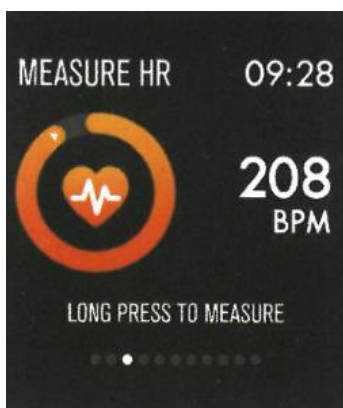 MEASURE HR
09:28
208
BPM
LONG PRESS TO MEASURE